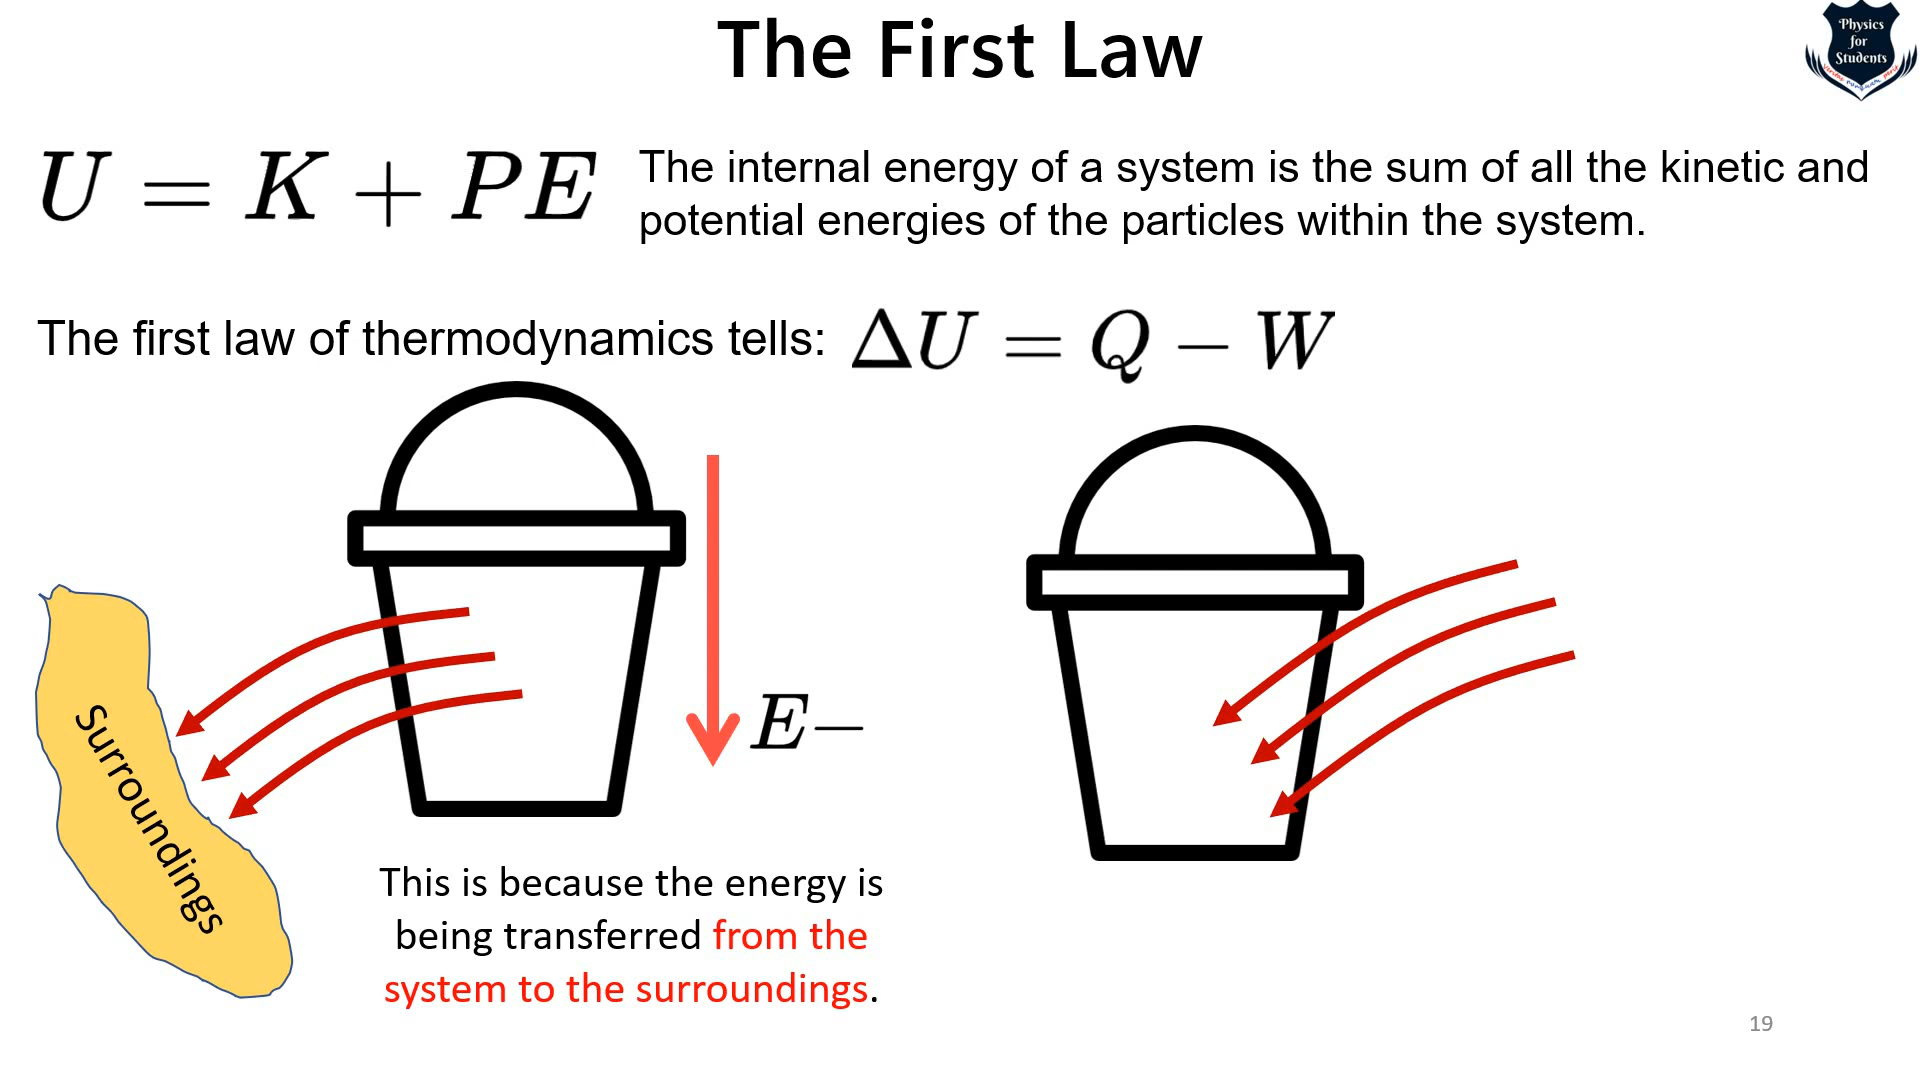 The First Law
Physics
for
Students
U = K + PE
The internal energy of a system is the sum of all the kinetic and
potential energies of the particles within the system.
The first law of thermodynamics tells: ΔU = Q − W
E−
Surroundings
This is because the energy is
being transferred from the
system to the surroundings.
19